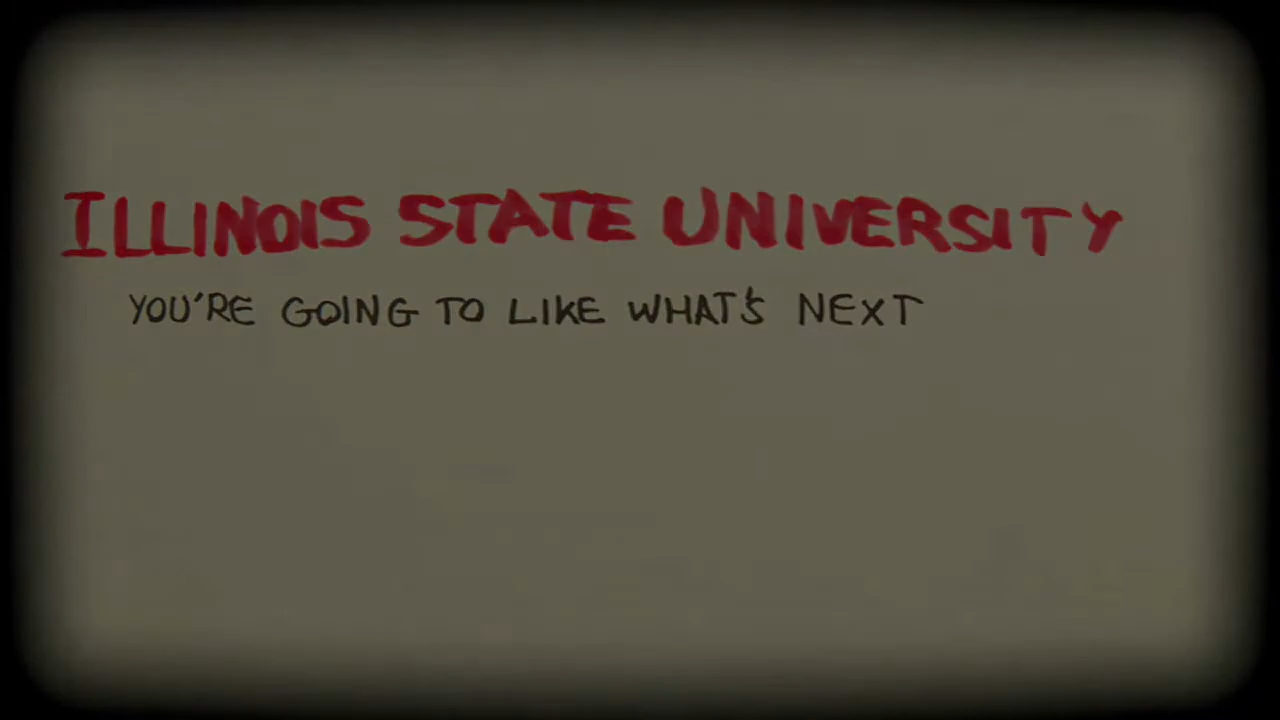 ILLINOIS STATE UNIVERSITY
YOU'RE GOING TO LIKE WHAT'S NEXT